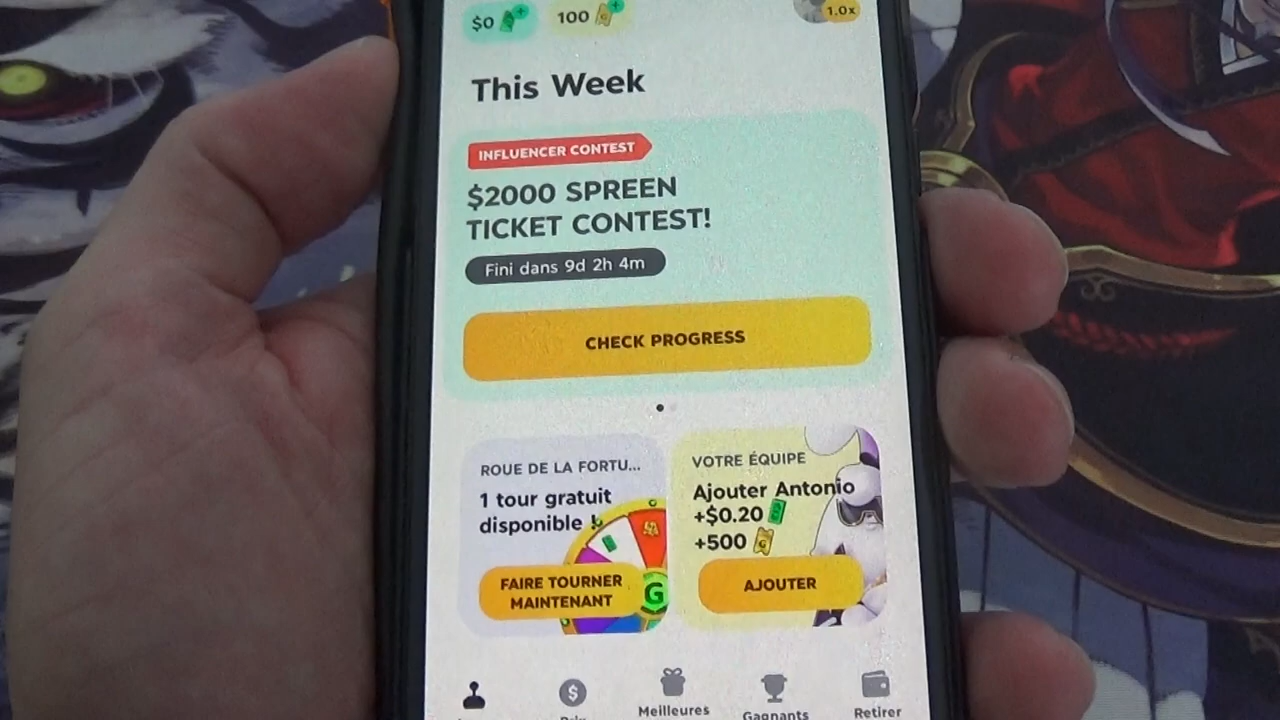 $0
100
1.0x
This Week
INFLUENCER CONTEST
$2000 SPREEN
TICKET CONTEST!
Fini dans 9d 2h 4m
CHECK PROGRESS
ROUE DE LA FORTU...
1 tour gratuit
disponible !
FAIRE TOURNER
MAINTENANT
G
VOTRE ÉQUIPE
Ajouter Antonio
+$0.20
+500
AJOUTER
Meilleures
Gagnants
Retirer